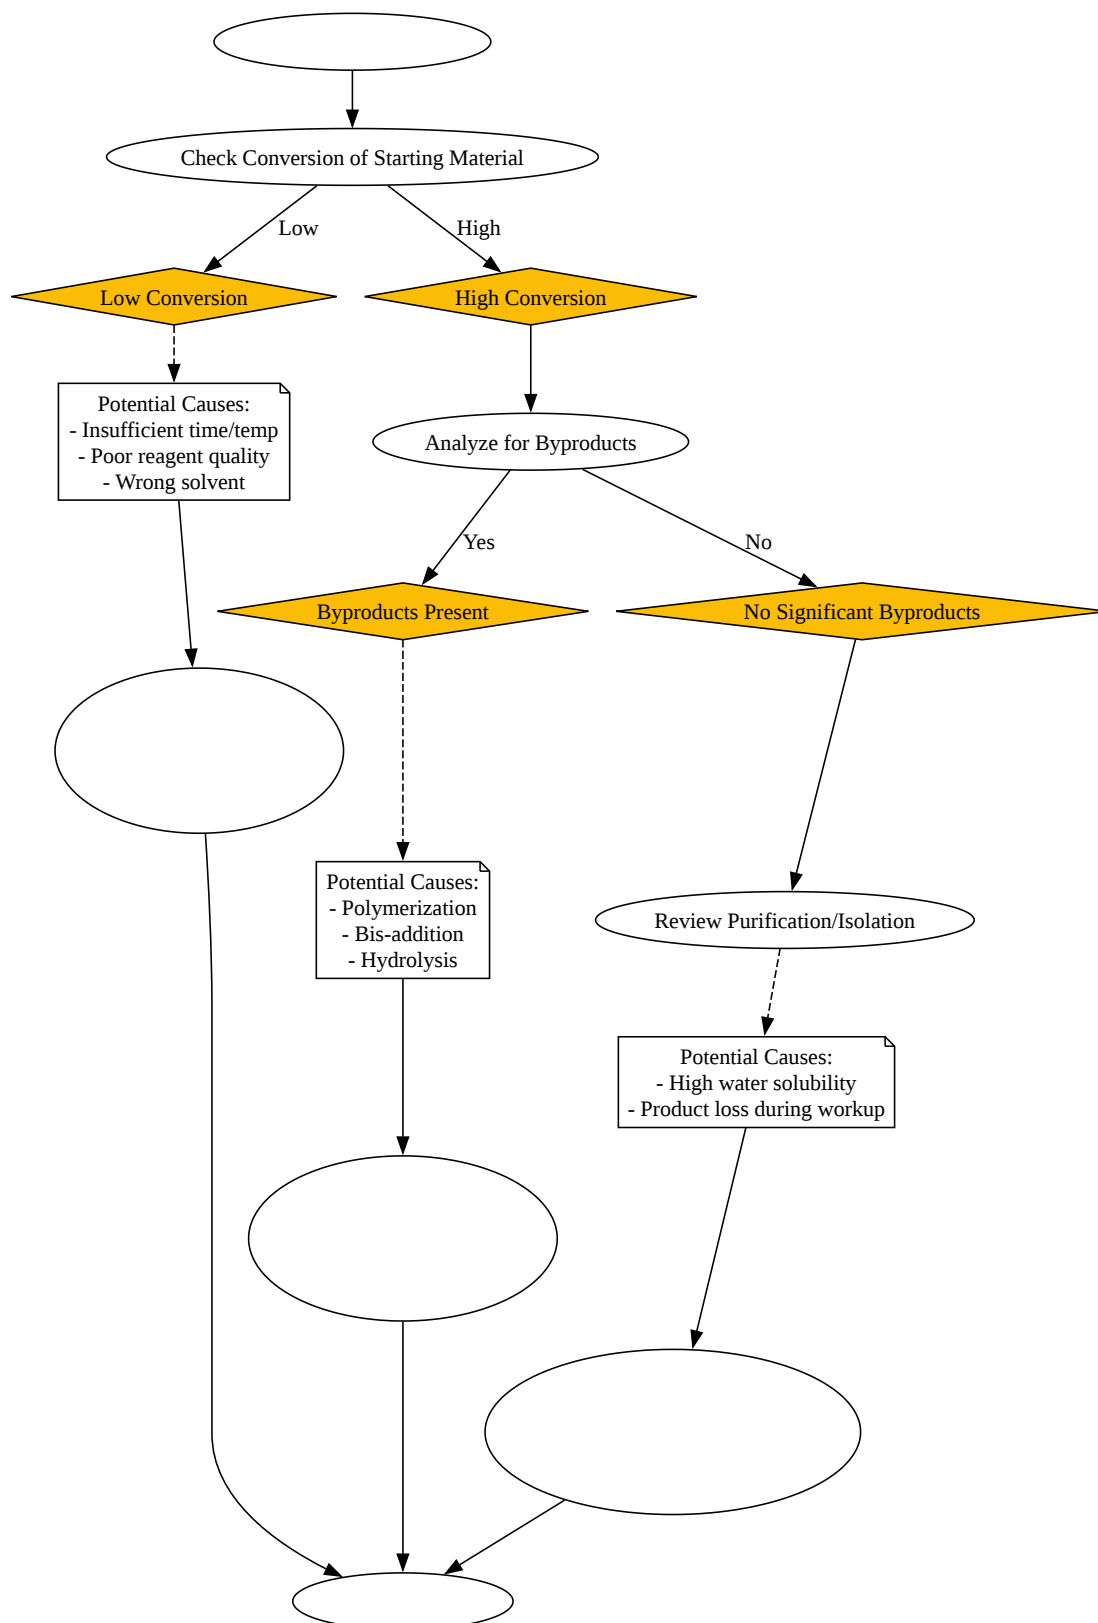 Check Conversion of Starting Material
Low
High
Low Conversion
High Conversion
Potential Causes:
- Insufficient time/temp
- Poor reagent quality
- Wrong solvent
Analyze for Byproducts
Yes
No
Byproducts Present
No Significant Byproducts
Potential Causes:
- Polymerization
- Bis-addition
- Hydrolysis
Review Purification/Isolation
Potential Causes:
- High water solubility
- Product loss during workup